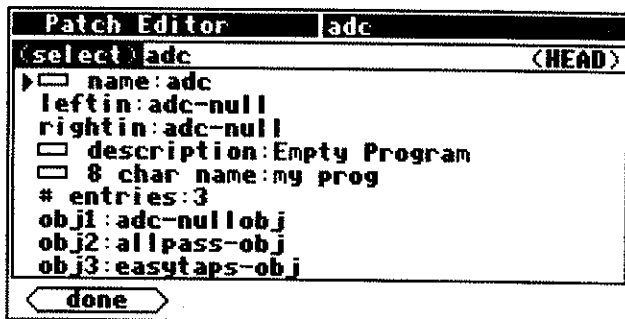 Patch Editor adc
(select) adc (HEAD)
name:adc
leftin:adc-null
rightin:adc-null
description:Empty Program
8 char name:my prog
# entries:3
obj1:adc-nullobj
obj2:allpass-obj
obj3:easytaps-obj
done